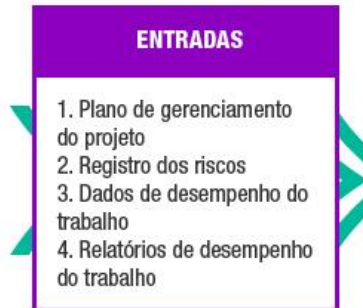 ENTRADAS
1. Plano de gerenciamento
do projeto
2. Registro dos riscos
3. Dados de desempenho do
trabalho
4. Relatórios de desempenho
do trabalho